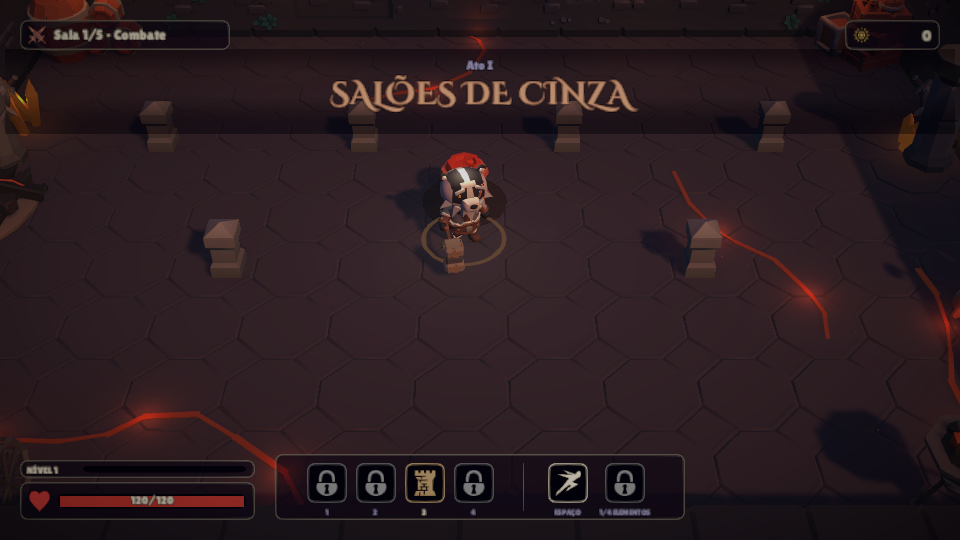 Sala 1/5 - Combate
0
Ato I
SALÕES DE CINZA
NÍVEL 1
120/120
1
2
3
4
ESPAÇO
1/4 ELEMENTOS